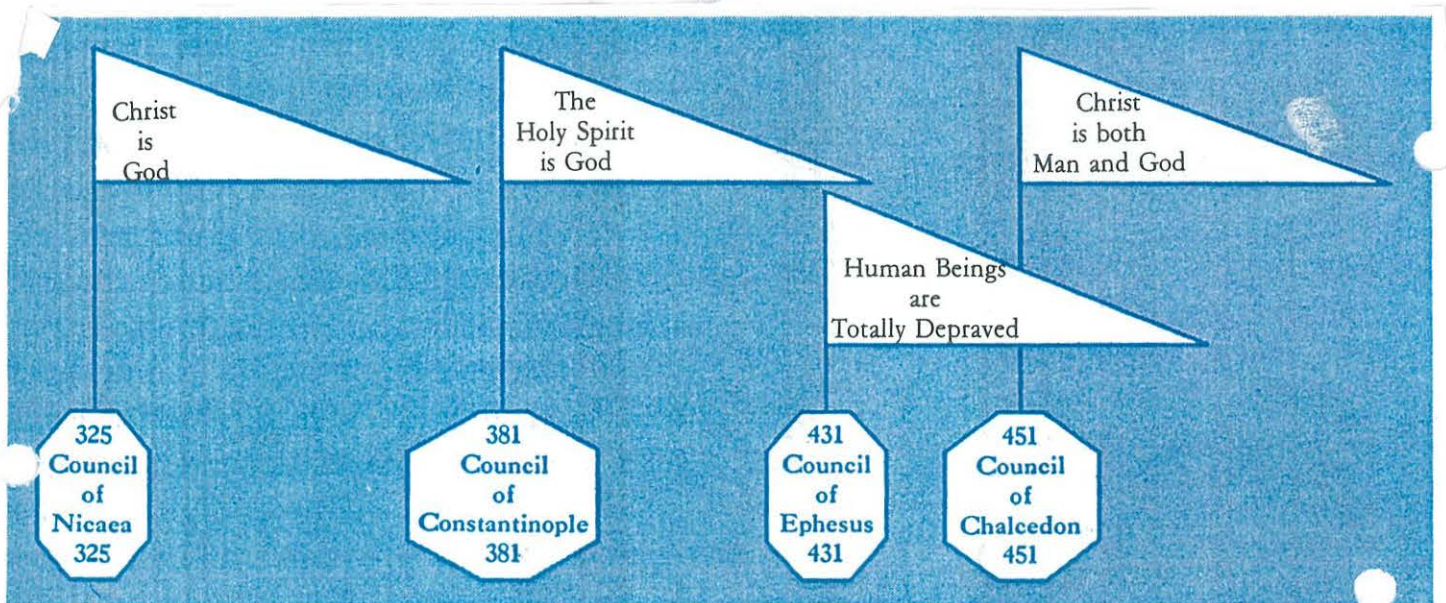 Christ
is
God
The
Holy Spirit
is God
Christ
is both
Man and God
Human Beings
are
Totally Depraved
325
Council
of
Nicaea
325
381
Council
of
Constantinople
381
431
Council
of
Ephesus
431
451
Council
of
Chalcedon
451